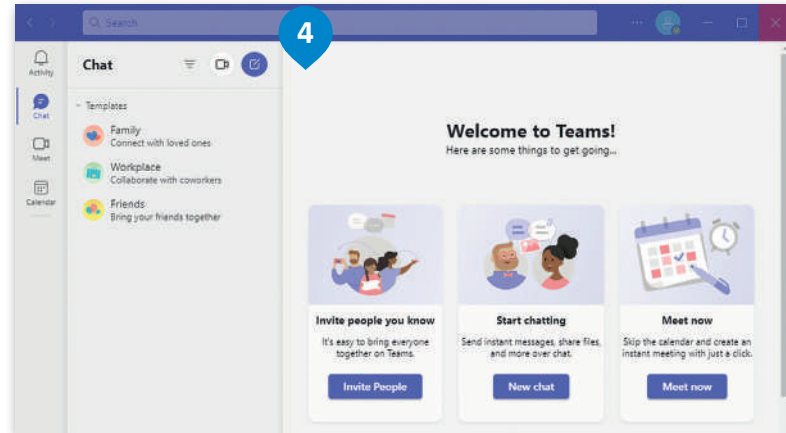 Search
4
Activity
Chat
Meet
Calendar
Chat
Templates
Family
Connect with loved ones
Workplace
Collaborate with coworkers
Friends
Bring your friends together
Welcome to Teams!
Here are some things to get going...
Invite people you know
It's easy to bring everyone
together on Teams.
Invite People
Start chatting
Send instant messages, share files,
and more over chat.
New chat
Meet now
Skip the calendar and create an
instant meeting with just a click.
Meet now